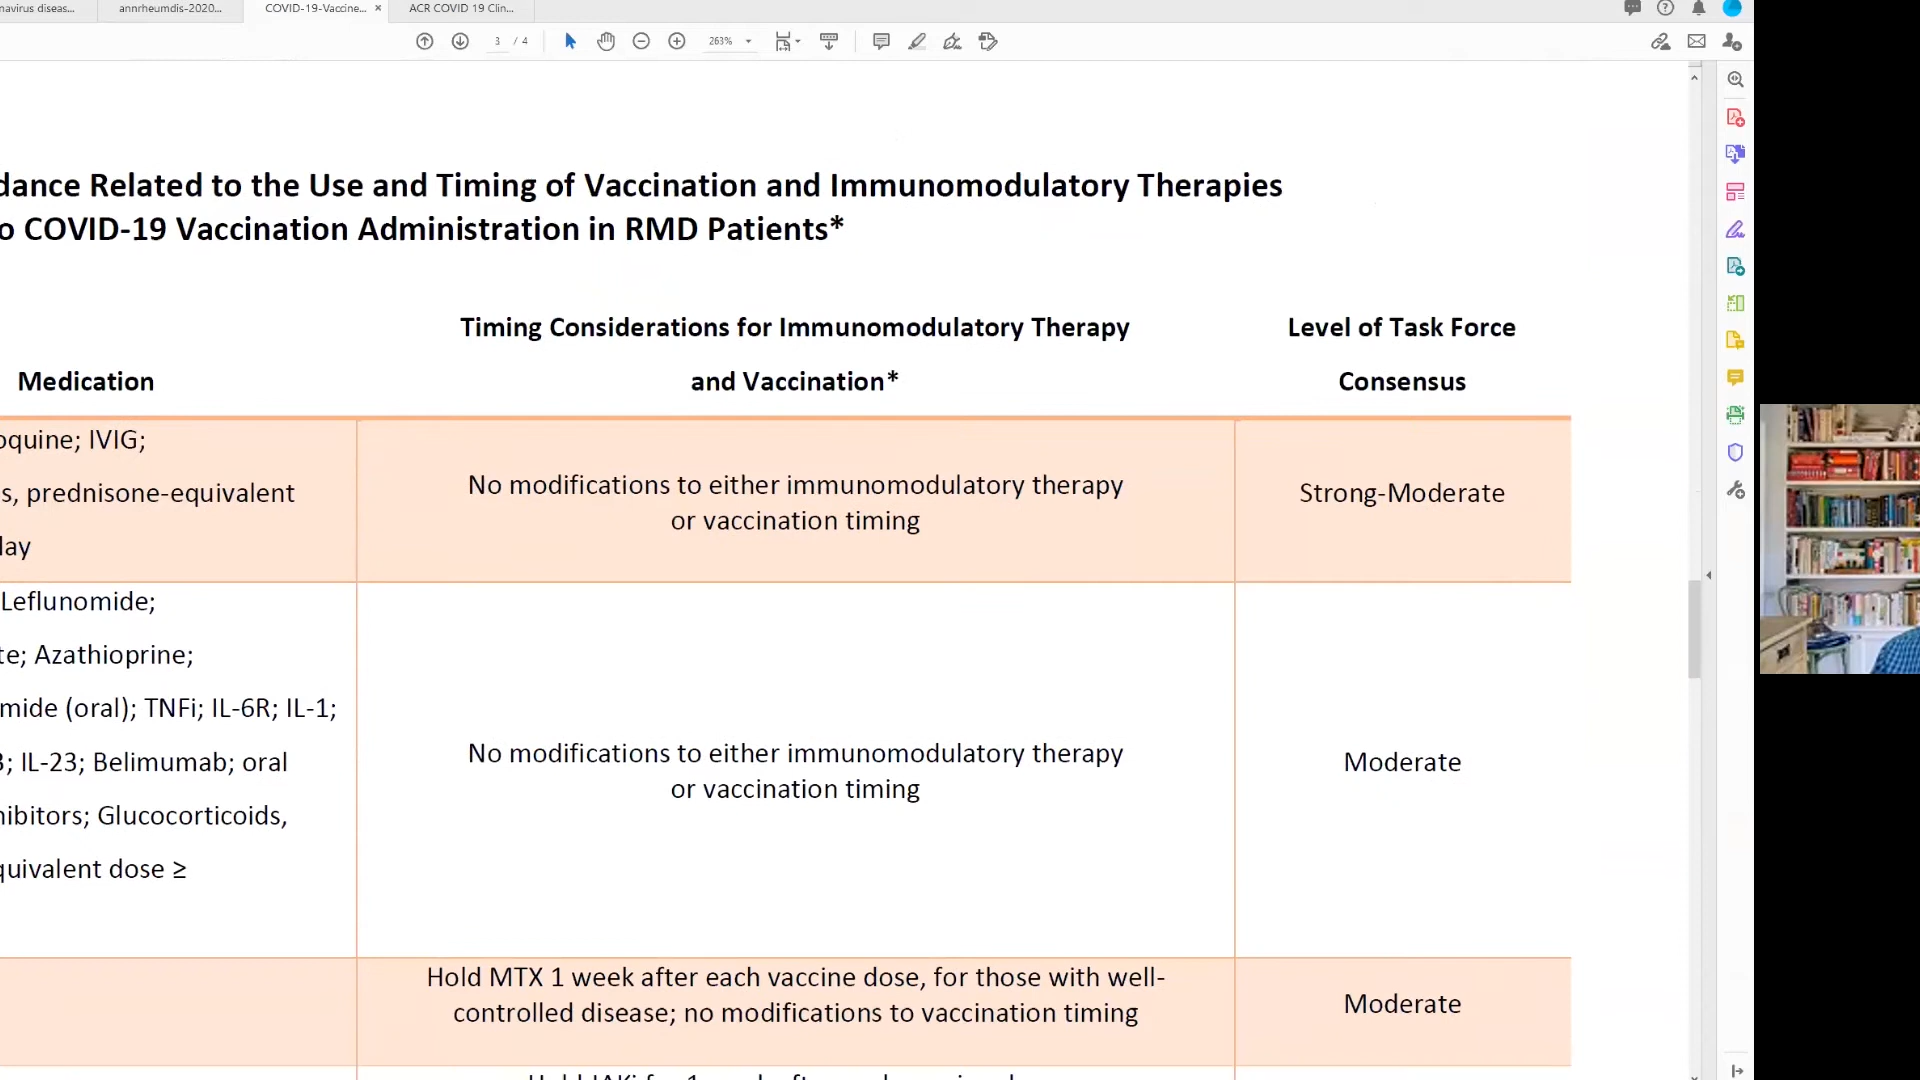 navirus diseas...
annrheumdis-2020...
COVID-19-Vaccine... ×
ACR COVID 19 Clin...
3 / 4
263%
dance Related to the Use and Timing of Vaccination and Immunomodulatory Therapies
o COVID-19 Vaccination Administration in RMD Patients*
Timing Considerations for Immunomodulatory Therapy
and Vaccination*
Level of Task Force
Consensus
Medication
oquine; IVIG;
s, prednisone-equivalent
lay
No modifications to either immunomodulatory therapy
or vaccination timing
Strong-Moderate
Leflunomide;
te; Azathioprine;
mide (oral); TNFi; IL-6R; IL-1;
3; IL-23; Belimumab; oral
hibitors; Glucocorticoids,
quivalent dose ≥
No modifications to either immunomodulatory therapy
or vaccination timing
Moderate
Hold MTX 1 week after each vaccine dose, for those with well-
controlled disease; no modifications to vaccination timing
Moderate